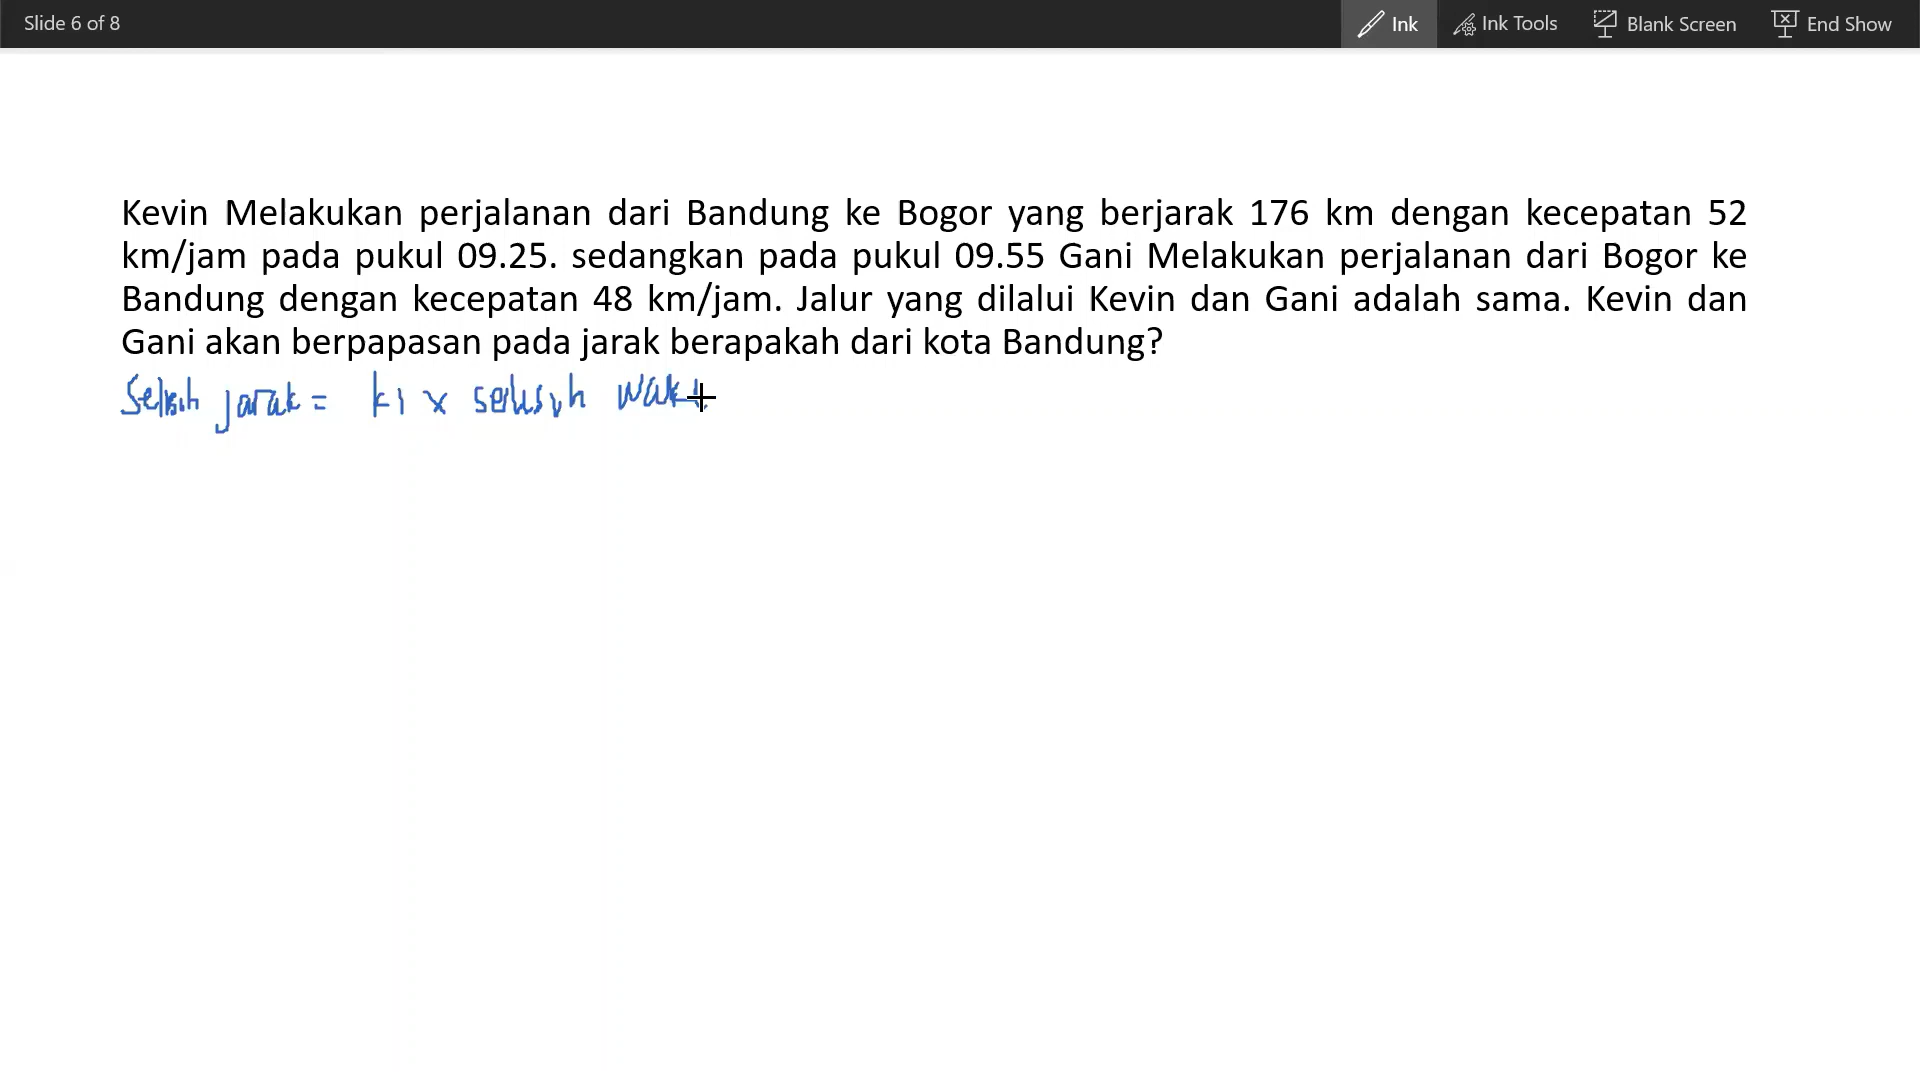 Slide 6 of 8
Ink
Ink Tools
Blank Screen
End Show
Kevin Melakukan perjalanan dari Bandung ke Bogor yang berjarak 176 km dengan kecepatan 52
km/jam pada pukul 09.25. sedangkan pada pukul 09.55 Gani Melakukan perjalanan dari Bogor ke
Bandung dengan kecepatan 48 km/jam. Jalur yang dilalui Kevin dan Gani adalah sama. Kevin dan
Gani akan berpapasan pada jarak berapakah dari kota Bandung?
Selisih jarak = k1 x selisih wakt